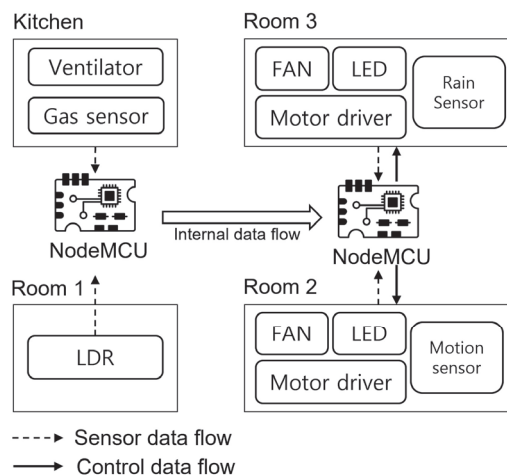 Kitchen
Ventilator
Gas sensor
NodeMCU
Room 1
LDR
Internal data flow
Room 3
FAN
LED
Motor driver
Rain
Sensor
NodeMCU
Room 2
FAN
LED
Motor driver
Motion
sensor
Sensor data flow
Control data flow